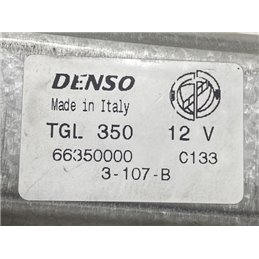 DENSO
Made in Italy
TGL 350 12 V
66350000 C133
3-107-B